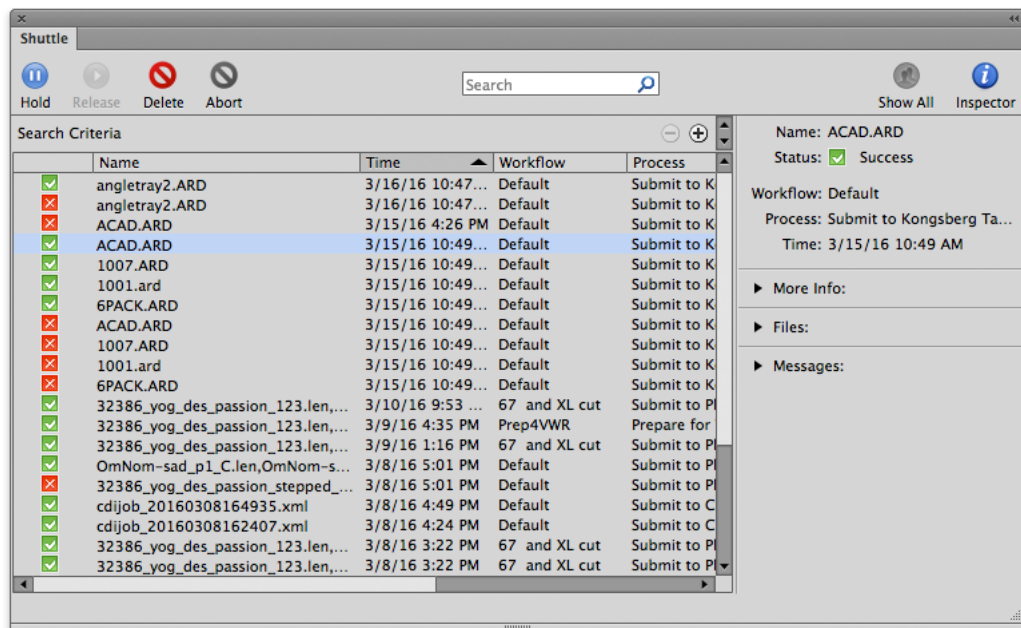 Shuttle
Hold Release Delete Abort Search Show All Inspector
Search Criteria
Name Time Workflow Process
angletray2.ARD 3/16/16 10:47... Default Submit to K
angletray2.ARD 3/16/16 10:47... Default Submit to K
ACAD.ARD 3/15/16 4:26 PM Default Submit to K
ACAD.ARD 3/15/16 10:49... Default Submit to K
1007.ARD 3/15/16 10:49... Default Submit to K
1001.ard 3/15/16 10:49... Default Submit to K
6PACK.ARD 3/15/16 10:49... Default Submit to K
ACAD.ARD 3/15/16 10:49... Default Submit to K
1007.ARD 3/15/16 10:49... Default Submit to K
1001.ard 3/15/16 10:49... Default Submit to K
6PACK.ARD 3/15/16 10:49... Default Submit to K
32386_yog_des_passion_123.len,... 3/10/16 9:53 ... 67 and XL cut Submit to Pl
32386_yog_des_passion_123.len,... 3/9/16 4:35 PM Prep4VWR Prepare for
32386_yog_des_passion_123.len,... 3/9/16 1:16 PM 67 and XL cut Submit to Pl
OmNom-sad_p1_C.len,OmNom-s... 3/8/16 5:01 PM Default Submit to Pl
32386_yog_des_passion_stepped_... 3/8/16 5:01 PM Default Submit to Pl
cdijob_20160308164935.xml 3/8/16 4:49 PM Default Submit to C
cdijob_20160308162407.xml 3/8/16 4:24 PM Default Submit to C
32386_yog_des_passion_123.len,... 3/8/16 3:22 PM 67 and XL cut Submit to Pl
32386_yog_des_passion_123.len,... 3/8/16 3:22 PM 67 and XL cut Submit to Pl
Name: ACAD.ARD
Status: Success
Workflow: Default
Process: Submit to Kongsberg Ta...
Time: 3/15/16 10:49 AM
More Info:
Files:
Messages: